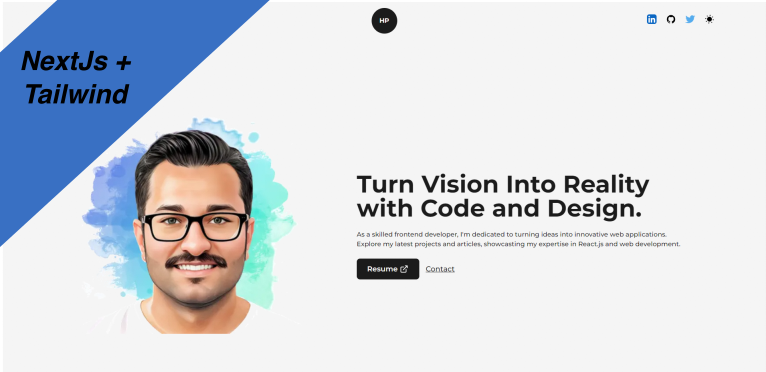 HP
NextJs +
Tailwind
Turn Vision Into Reality
with Code and Design.
As a skilled frontend developer, I'm dedicated to turning ideas into innovative web applications.
Explore my latest projects and articles, showcasing my expertise in React.js and web development.
Resume
Contact